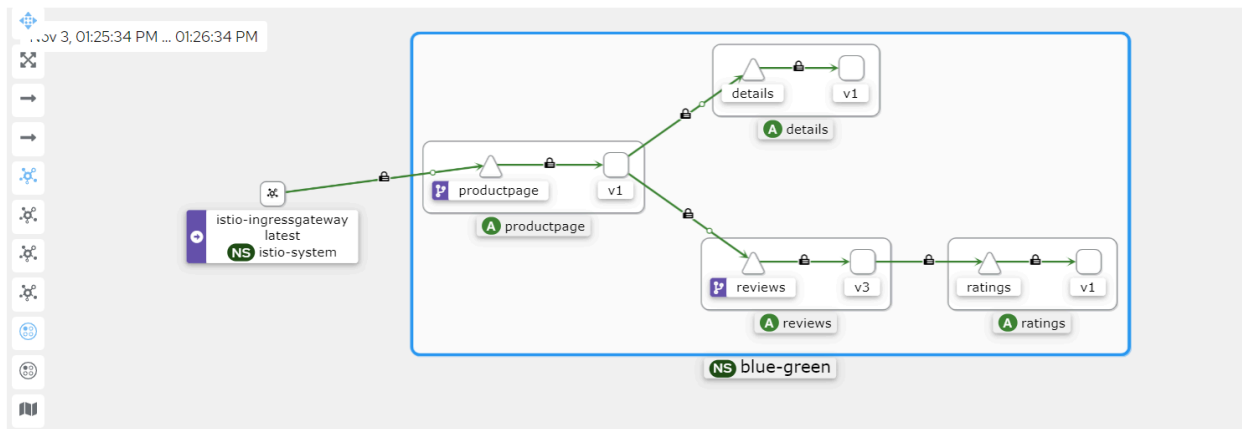 Nov 3, 01:25:34 PM ... 01:26:34 PM
details
v1
A details
productpage
v1
A productpage
istio-ingressgateway
latest
NS istio-system
reviews
v3
A reviews
ratings
v1
A ratings
NS blue-green